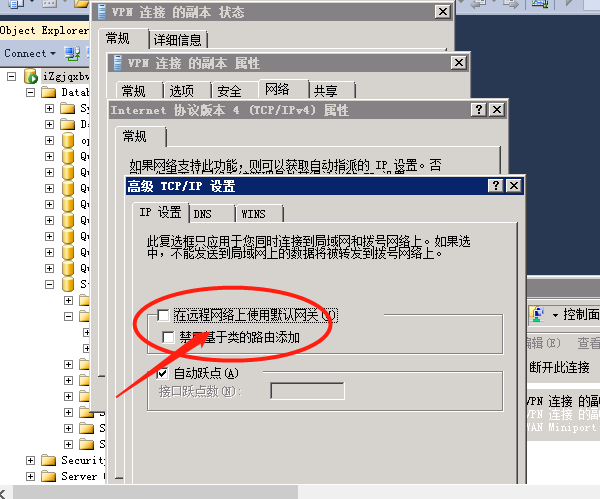 VPN 连接 的副本 状态
常规
详细信息
Object Explorer
Connect
VPN 连接 的副本 属性
常规
选项
安全
网络
共享
Internet 协议版本 4 (TCP/IPv4) 属性
常规
如果网络支持此功能，则可以获取自动指派的 IP 设置。否
高级 TCP/IP 设置
IP 设置
DNS
WINS
此复选框只应用于您同时连接到局域网和拨号网络上。如果选
中，不能发送到局域网上的数据将被转发到拨号网络上。
在远程网络上使用默认网关(U)
基于类的路由添加
自动跃点(A)
接口跃点数(N):
iZgjqxbw
Datab
Sy
Da
op
Qu
Qu
Qu
Qu
Qu
Qu
Qu
S
S
S
Security
Server O
控制面
编辑(E)
查看
断开此连接
VPN 连接 的副
VPN 连接 的副
WAN Miniport